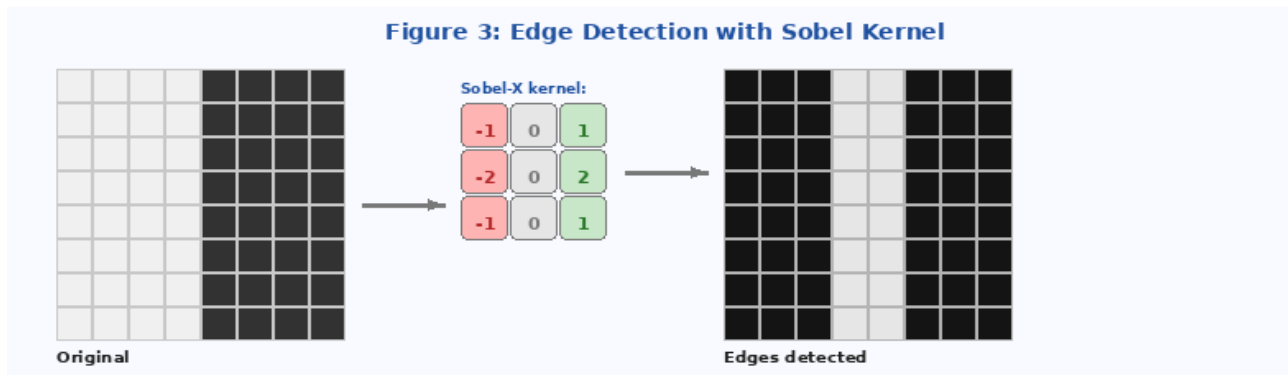 Figure 3: Edge Detection with Sobel Kernel
Sobel-X kernel:
-1 0 1
-2 0 2
-1 0 1
Original
Edges detected